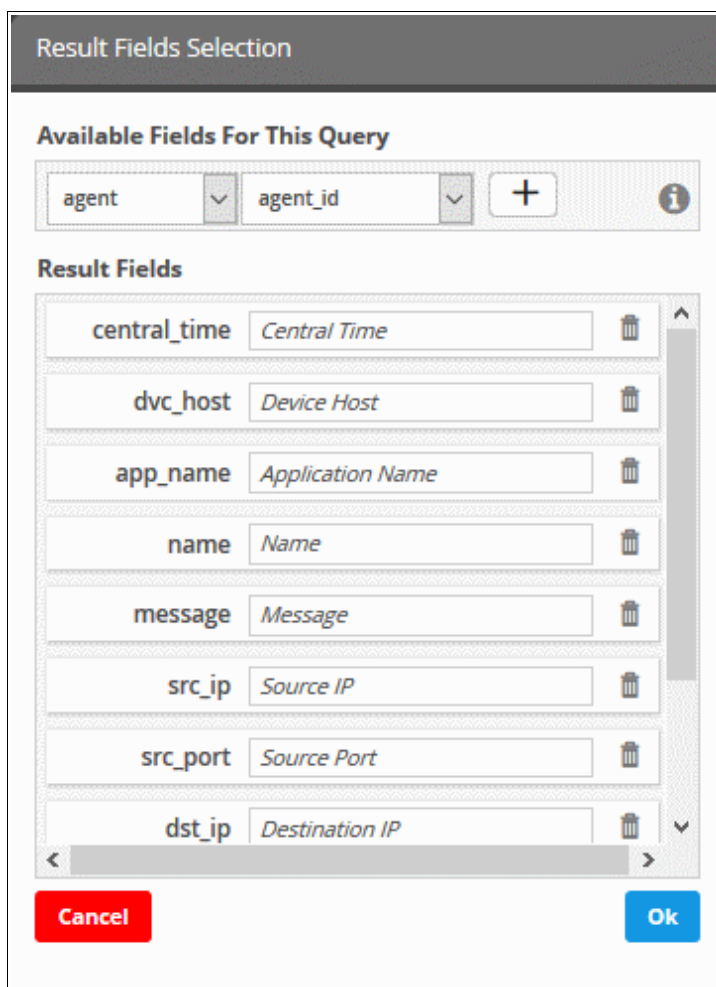 Result Fields Selection
Available Fields For This Query
agent agent_id +
Result Fields
central_time Central Time
dvc_host Device Host
app_name Application Name
name Name
message Message
src_ip Source IP
src_port Source Port
dst_ip Destination IP
Cancel Ok